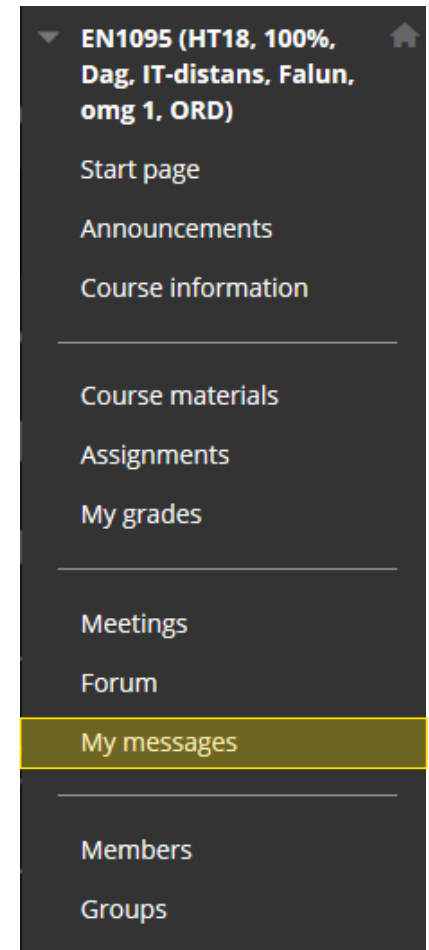 EN1095 (HT18, 100%,
Dag, IT-distans, Falun,
omg 1, ORD)
Start page
Announcements
Course information
Course materials
Assignments
My grades
Meetings
Forum
My messages
Members
Groups